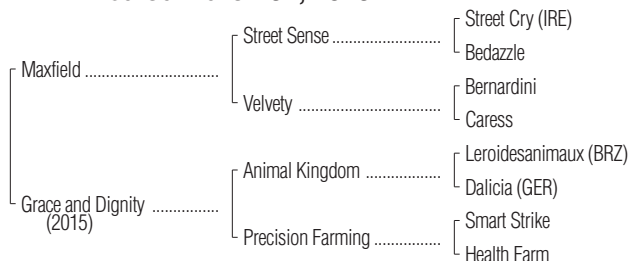 Street Cry (IRE)
Street Sense ........................
Bedazzle
Maxfield ..............................
Bernardini
Velvety ................................
Caress
Leroidesanimaux (BRZ)
Animal Kingdom .................
Dalicia (GER)
Grace and Dignity ...............
(2015)
Smart Strike
Precision Farming ................
Health Farm